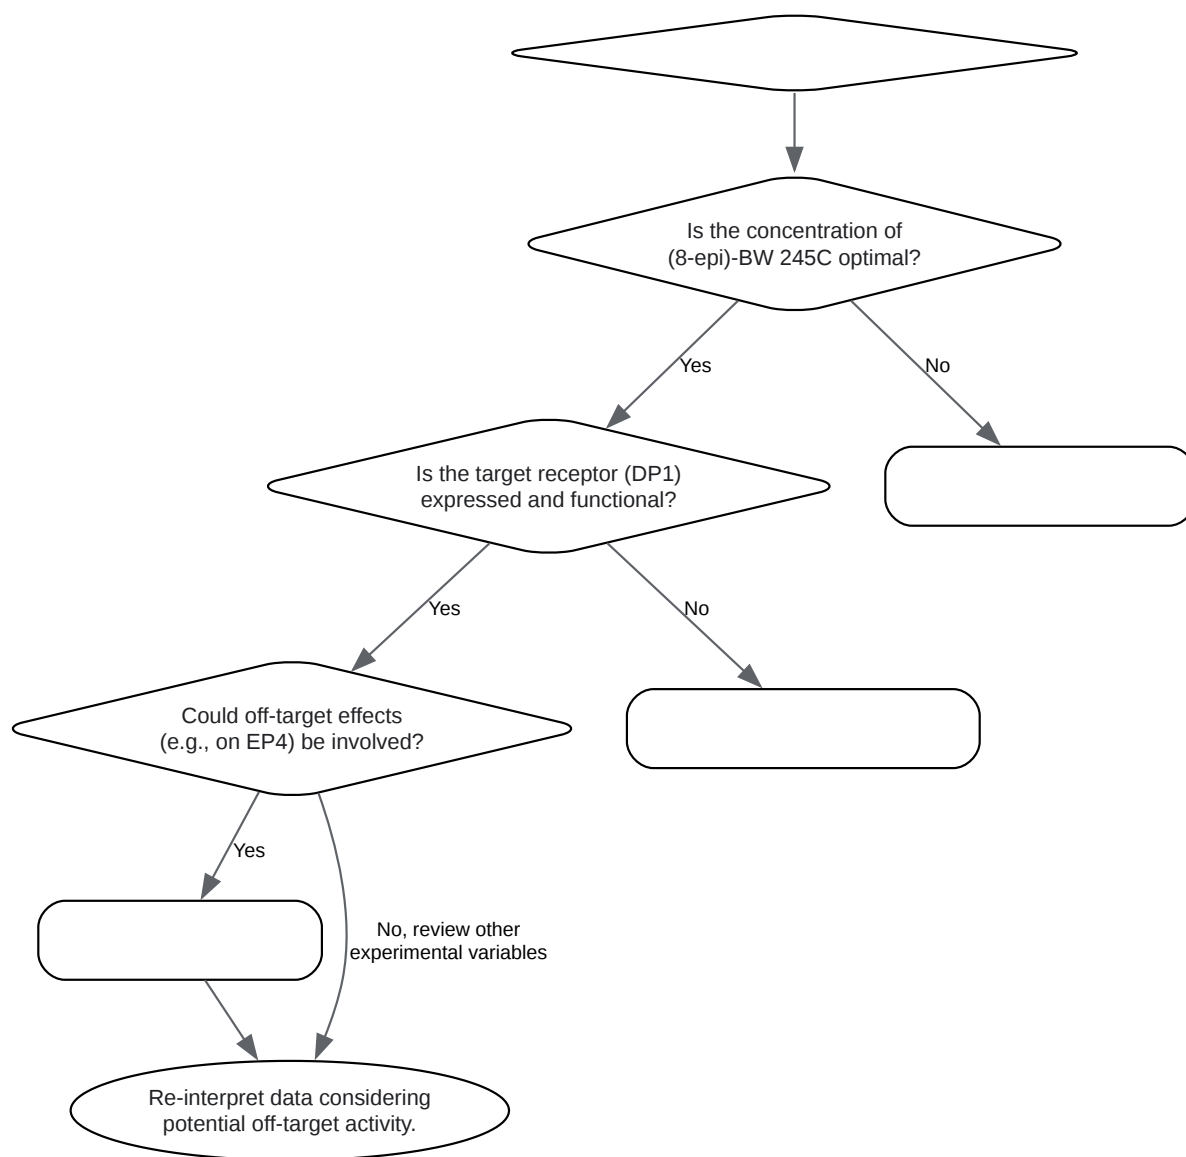 Is the concentration of
(8-epi)-BW 245C optimal?
Yes
No
Is the target receptor (DP1)
expressed and functional?
Yes
No
Could off-target effects
(e.g., on EP4) be involved?
Yes
No, review other
experimental variables
Re-interpret data considering
potential off-target activity.